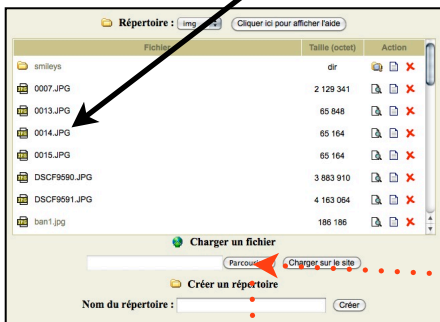 Répertoire : img Cliquer ici pour afficher l'aide
Fichier Taille (octet) Action
smileys dir
0007.JPG 2 129 341
0013.JPG 65 848
0014.JPG 65 164
0015.JPG 65 164
DSCF9590.JPG 3 883 910
DSCF9591.JPG 4 163 064
ban1.jpg 186 186
Charger un fichier
Charger sur le site
Créer un répertoire
Nom du répertoire : Créer